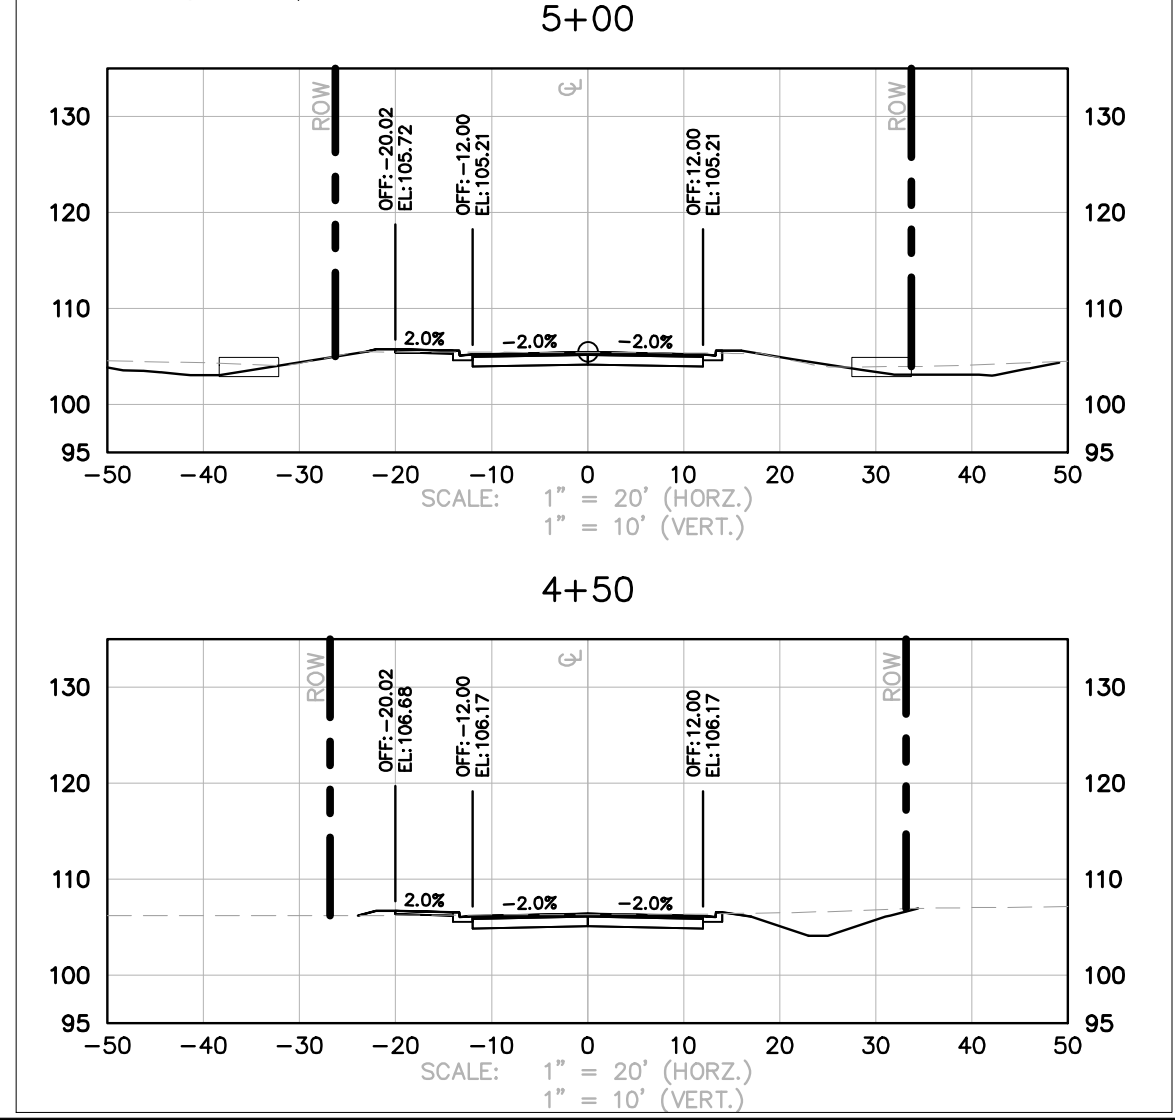 5+00
ROW
℄
ROW
130
130
OFF:-20.02
EL:105.72
OFF:-12.00
EL:105.21
OFF:12.00
EL:105.21
120
120
110
110
2.0%
-2.0%
-2.0%
100
100
95
95
-50 -40 -30 -20 -10 0 10 20 30 40 50
SCALE: 1" = 20' (HORZ.)
1" = 10' (VERT.)
4+50
ROW
℄
ROW
130
130
OFF:-20.02
EL:106.68
OFF:-12.00
EL:106.17
OFF:12.00
EL:106.17
120
120
110
110
2.0%
-2.0%
-2.0%
100
100
95
95
-50 -40 -30 -20 -10 0 10 20 30 40 50
SCALE: 1" = 20' (HORZ.)
1" = 10' (VERT.)